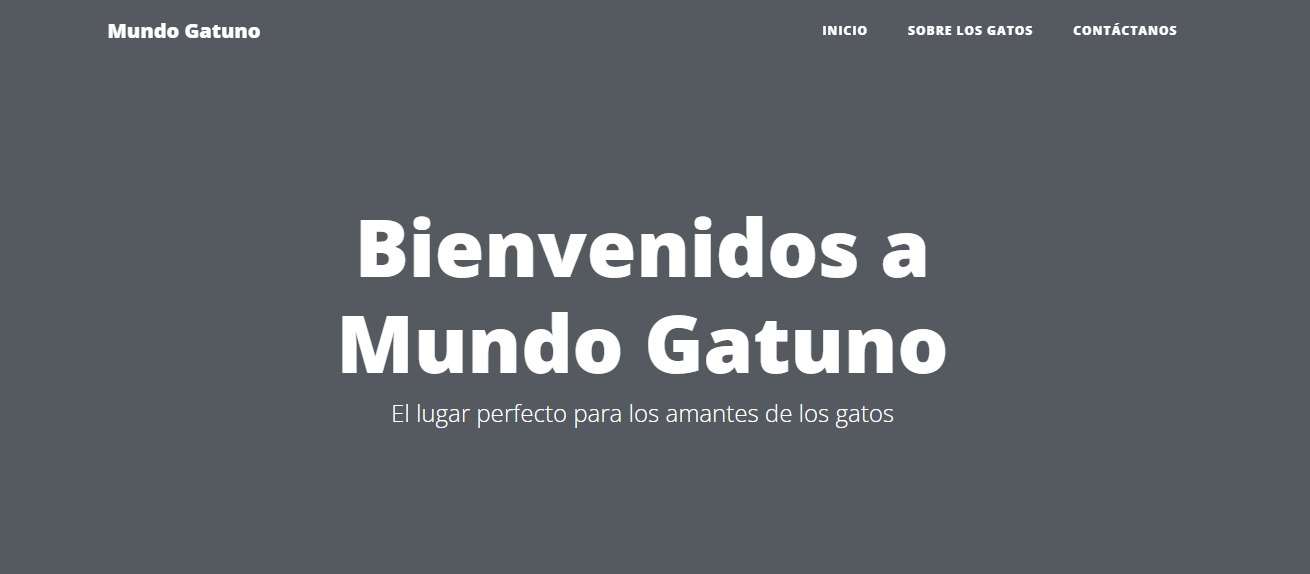 Mundo Gatuno
INICIO SOBRE LOS GATOS CONTÁCTANOS
Bienvenidos a
Mundo Gatuno
El lugar perfecto para los amantes de los gatos